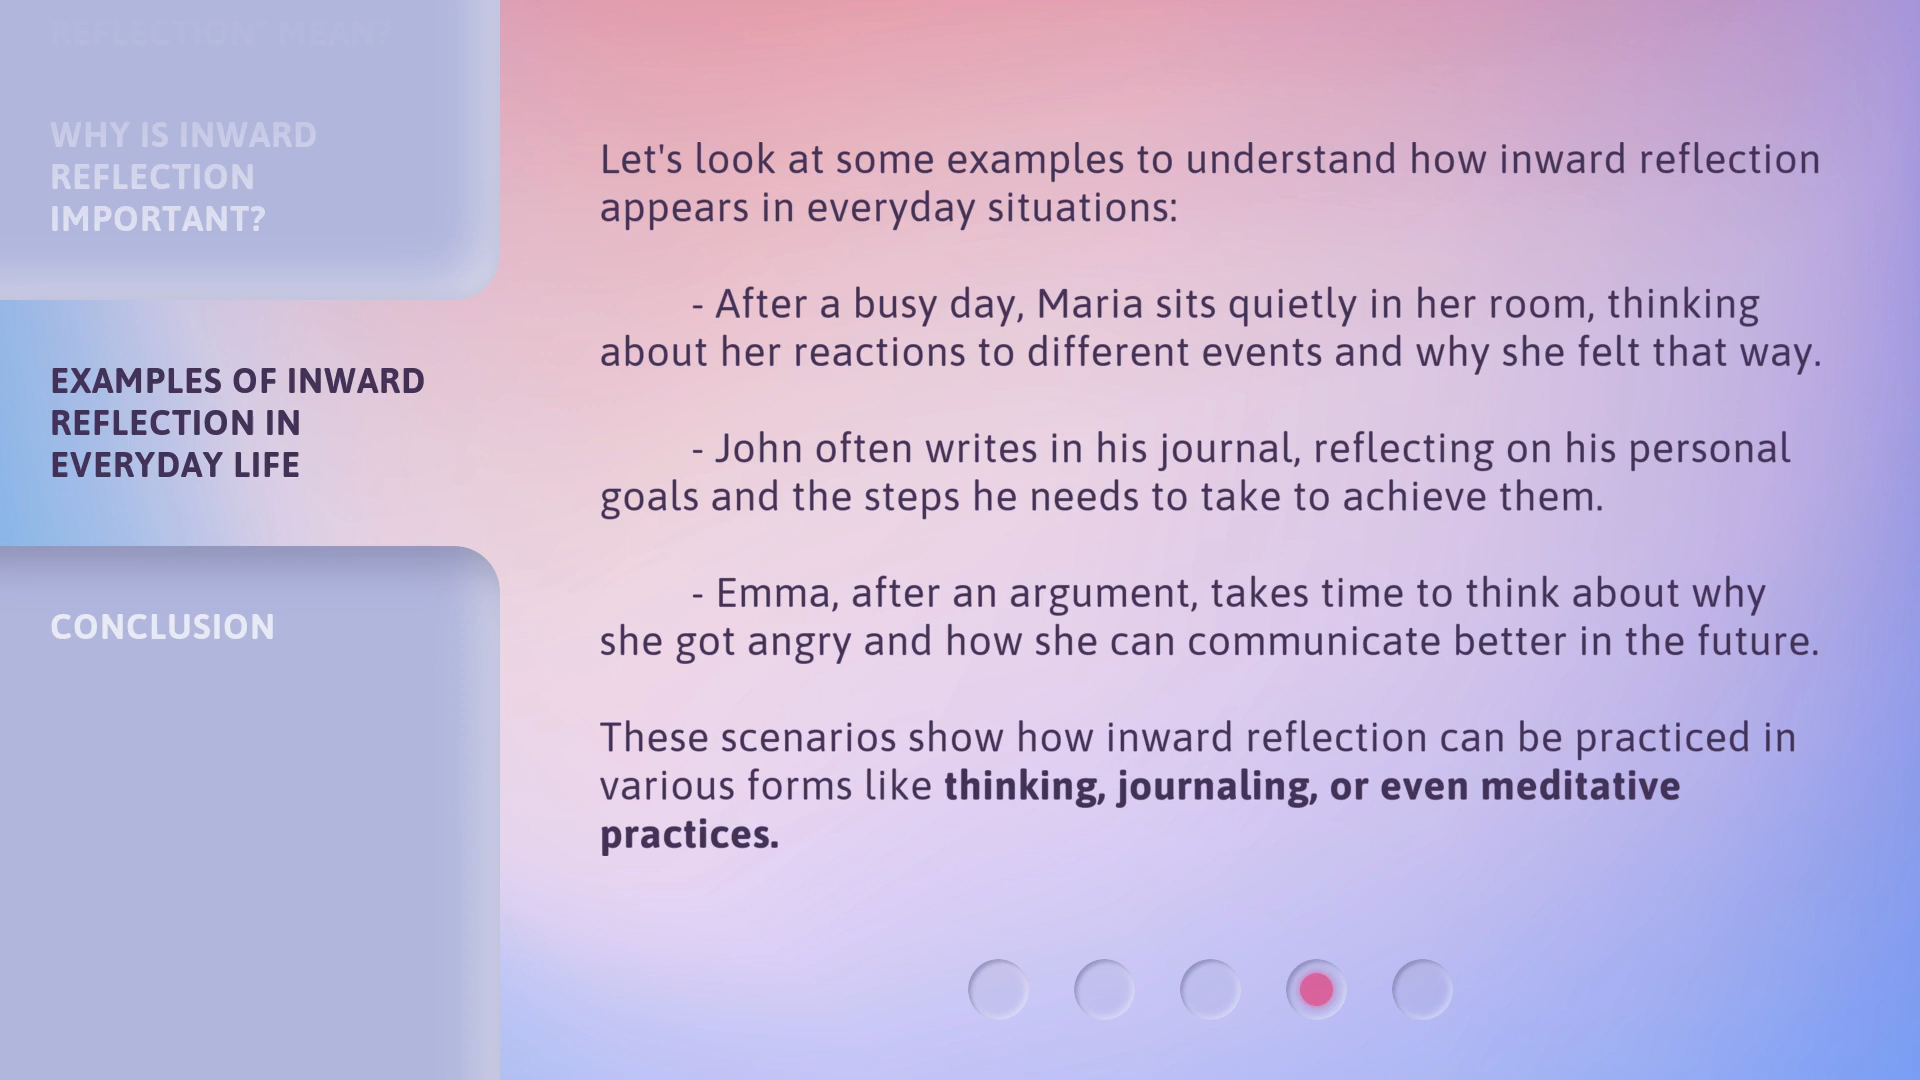 REFLECTION" MEAN?
WHY IS INWARD
REFLECTION
IMPORTANT?
EXAMPLES OF INWARD
REFLECTION IN
EVERYDAY LIFE
CONCLUSION
Let's look at some examples to understand how inward reflection
appears in everyday situations:
- After a busy day, Maria sits quietly in her room, thinking
about her reactions to different events and why she felt that way.
- John often writes in his journal, reflecting on his personal
goals and the steps he needs to take to achieve them.
- Emma, after an argument, takes time to think about why
she got angry and how she can communicate better in the future.
These scenarios show how inward reflection can be practiced in
various forms like thinking, journaling, or even meditative
practices.